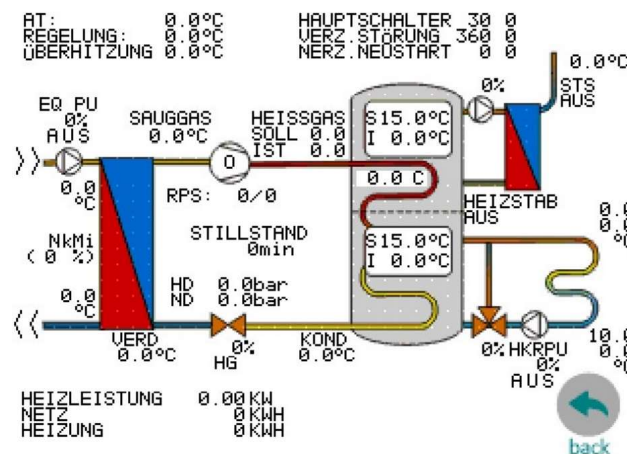 AT: 0.0°C HAUPTSCHALTER 30 0
REGELUNG: 0.0°C VERZ.STÖRUNG 360 0
ÜBERHITZUNG 0.0°C NERZ.NEUSTART 0 0
0% 0.0°C
STS
AUS
EQ_PU
0%
AUS
SAUGGAS
0.0°C
HEISSGAS
SOLL 0.0
IST 0.0
S15.0°C
I 0.0°C
0
0.0 C
0.0
°C
RPS: 0/0
HEIZSTAB
AUS
STILLSTAND
0min
NkMi
( 0 %)
S15.0°C
I 0.0°C
HD 0.0bar
ND 0.0bar
0.0
°C
VERD
0.0°C
0%
HG
KOND
0.0°C
0% HKRPU
0%
AUS
10.0
HEIZLEISTUNG 0.00KW
NETZ 0KWH
HEIZUNG 0KWH
back